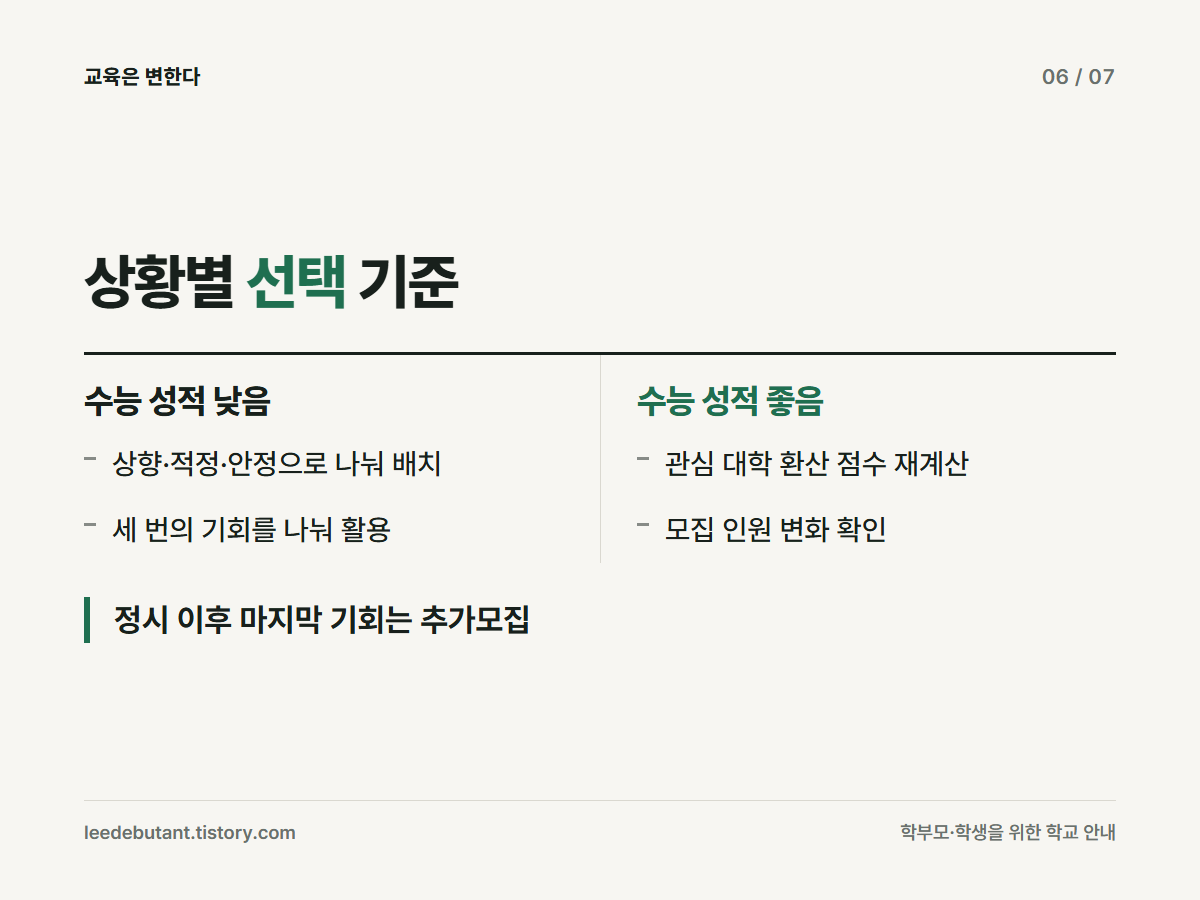 교육은 변한다
06 / 07
상황별 선택 기준
수능 성적 낮음
- 상향·적정·안정으로 나눠 배치
- 세 번의 기회를 나눠 활용
수능 성적 좋음
- 관심 대학 환산 점수 재계산
- 모집 인원 변화 확인
정시 이후 마지막 기회는 추가모집
leedebutant.tistory.com
학부모·학생을 위한 학교 안내